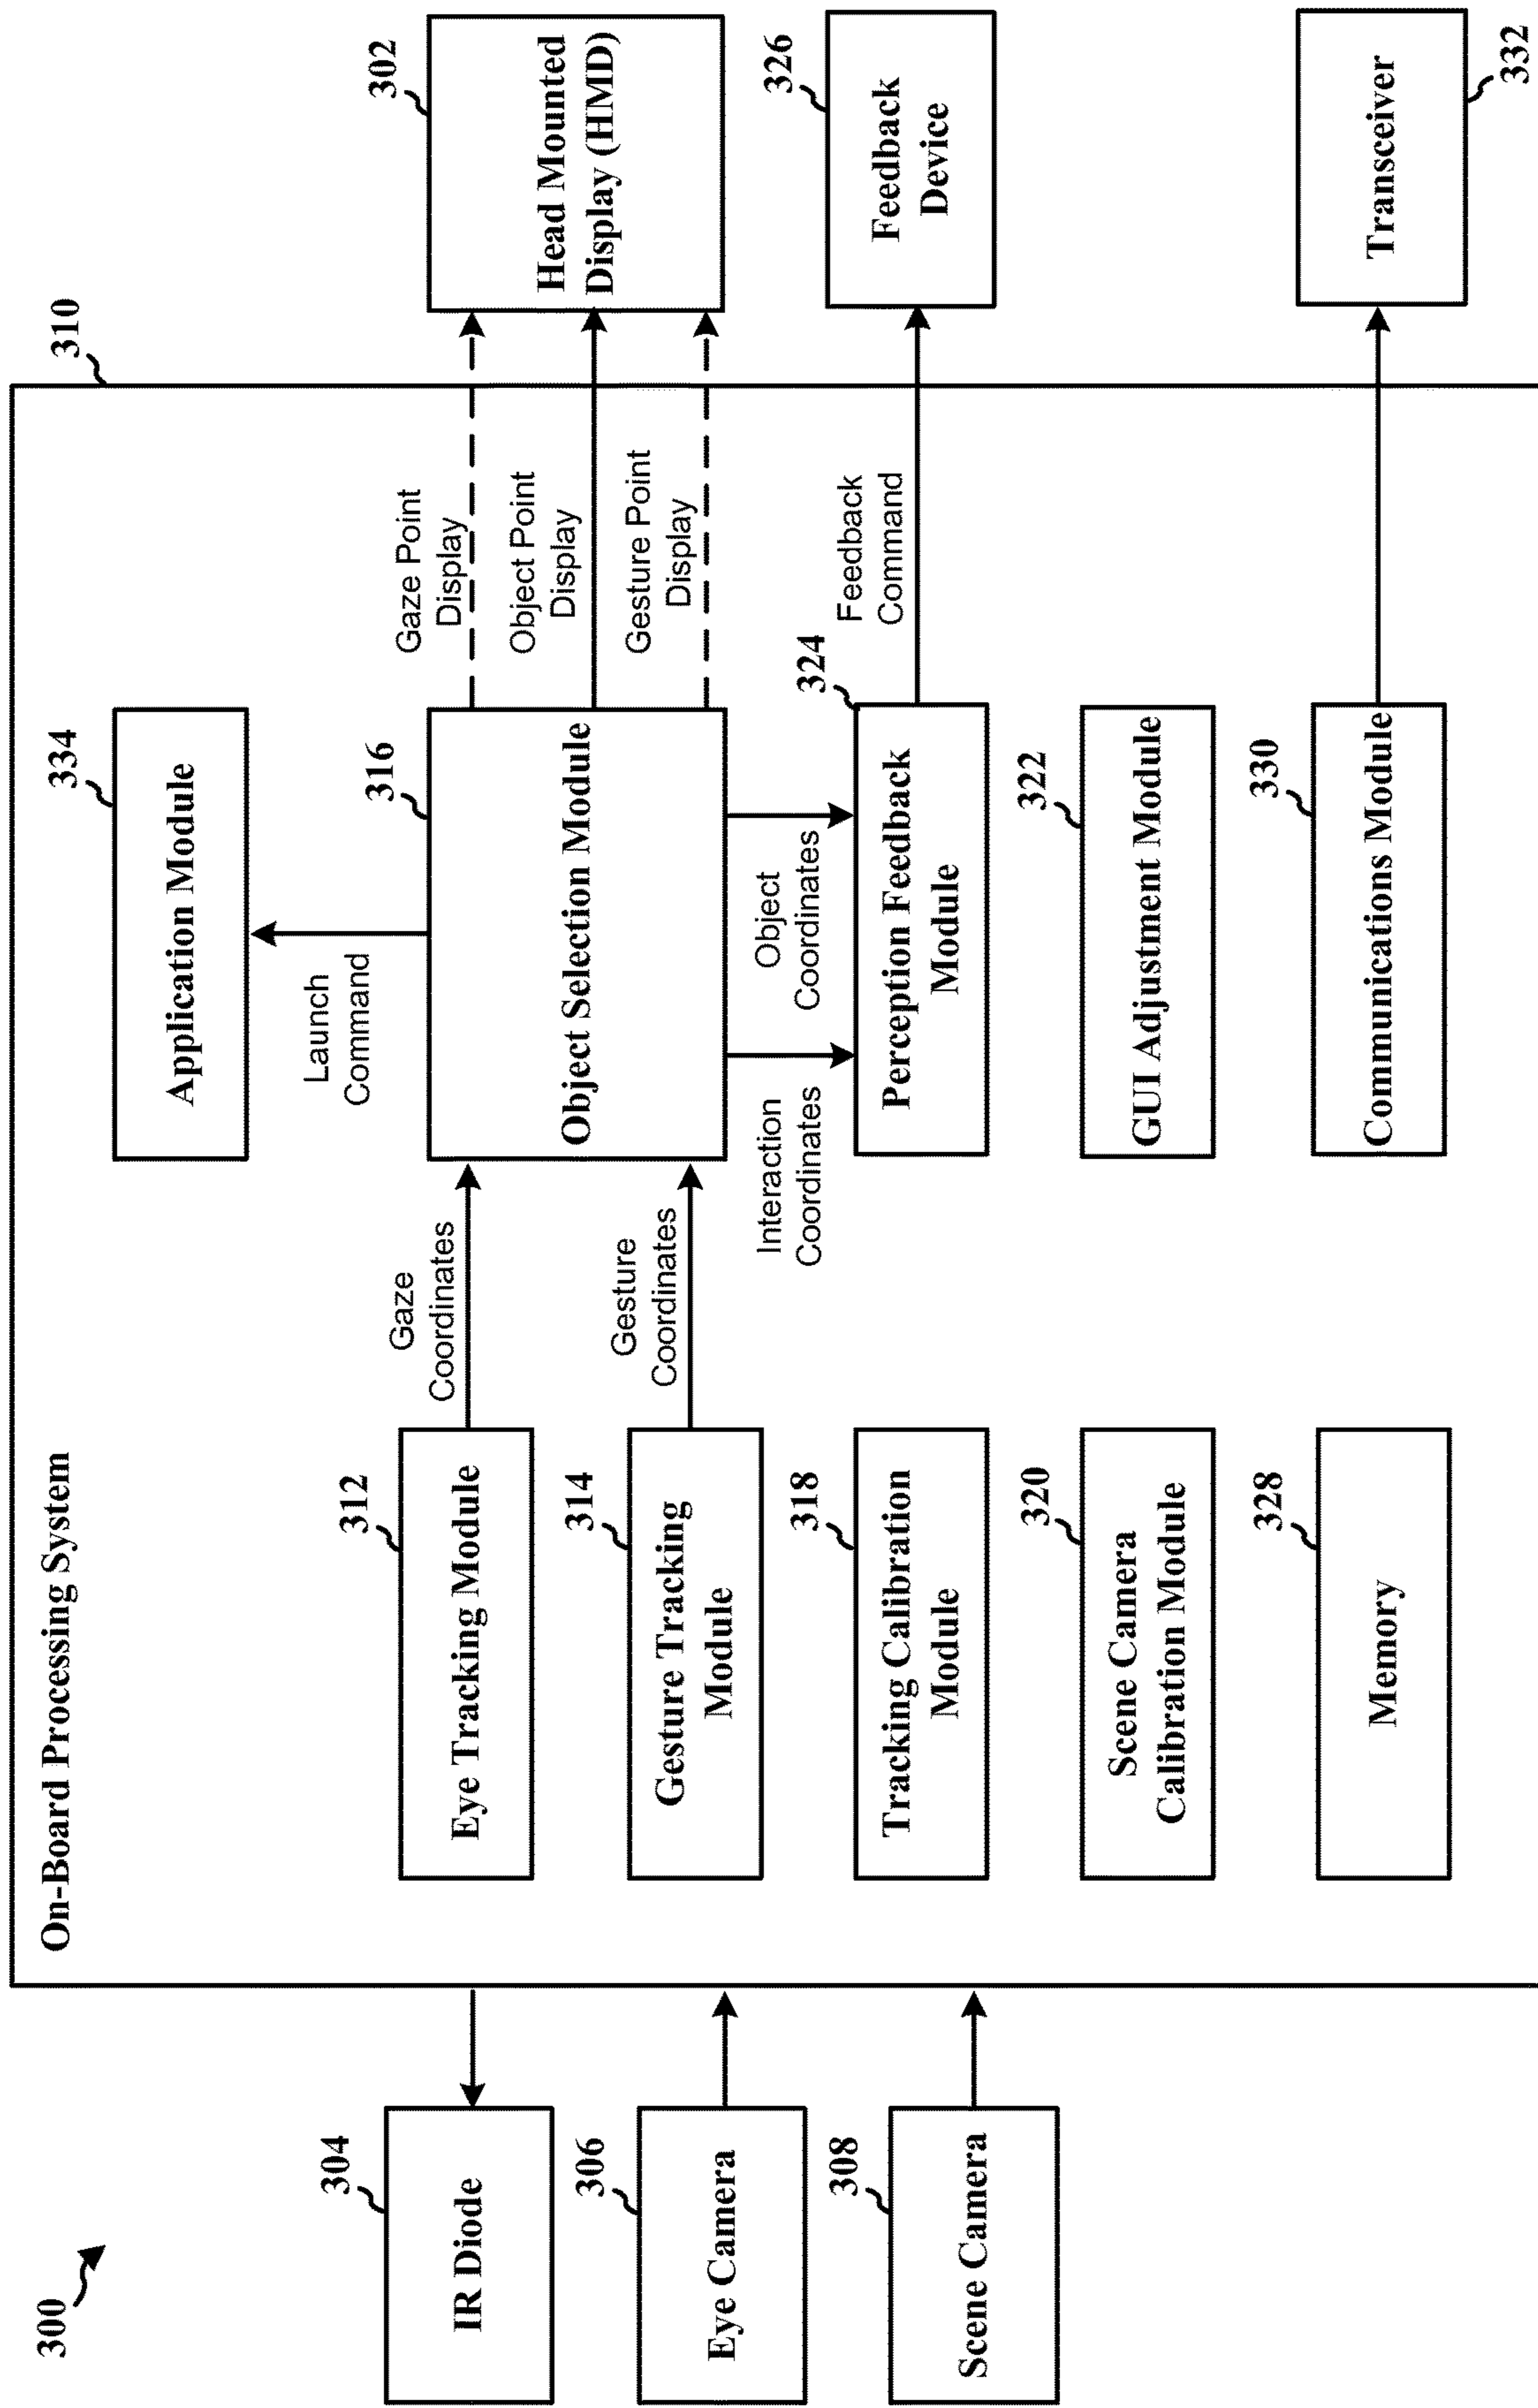 300
304
IR Diode
306
Eye Camera
308
Scene Camera
On-Board Processing System
310
312
Eye Tracking Module
314
Gesture Tracking
Module
318
Tracking Calibration
Module
320
Scene Camera
Calibration Module
328
Memory
Gaze
Coordinates
Gesture
Coordinates
334
Application Module
Launch
Command
316
Object Selection Module
Interaction
Coordinates
Object
Coordinates
324
Perception Feedback
Module
322
GUI Adjustment Module
330
Communications Module
Gaze Point
Display
Object Point
Display
Gesture Point
Display
Feedback
Command
302
Head Mounted
Display (HMD)
326
Feedback
Device
Transceiver
332